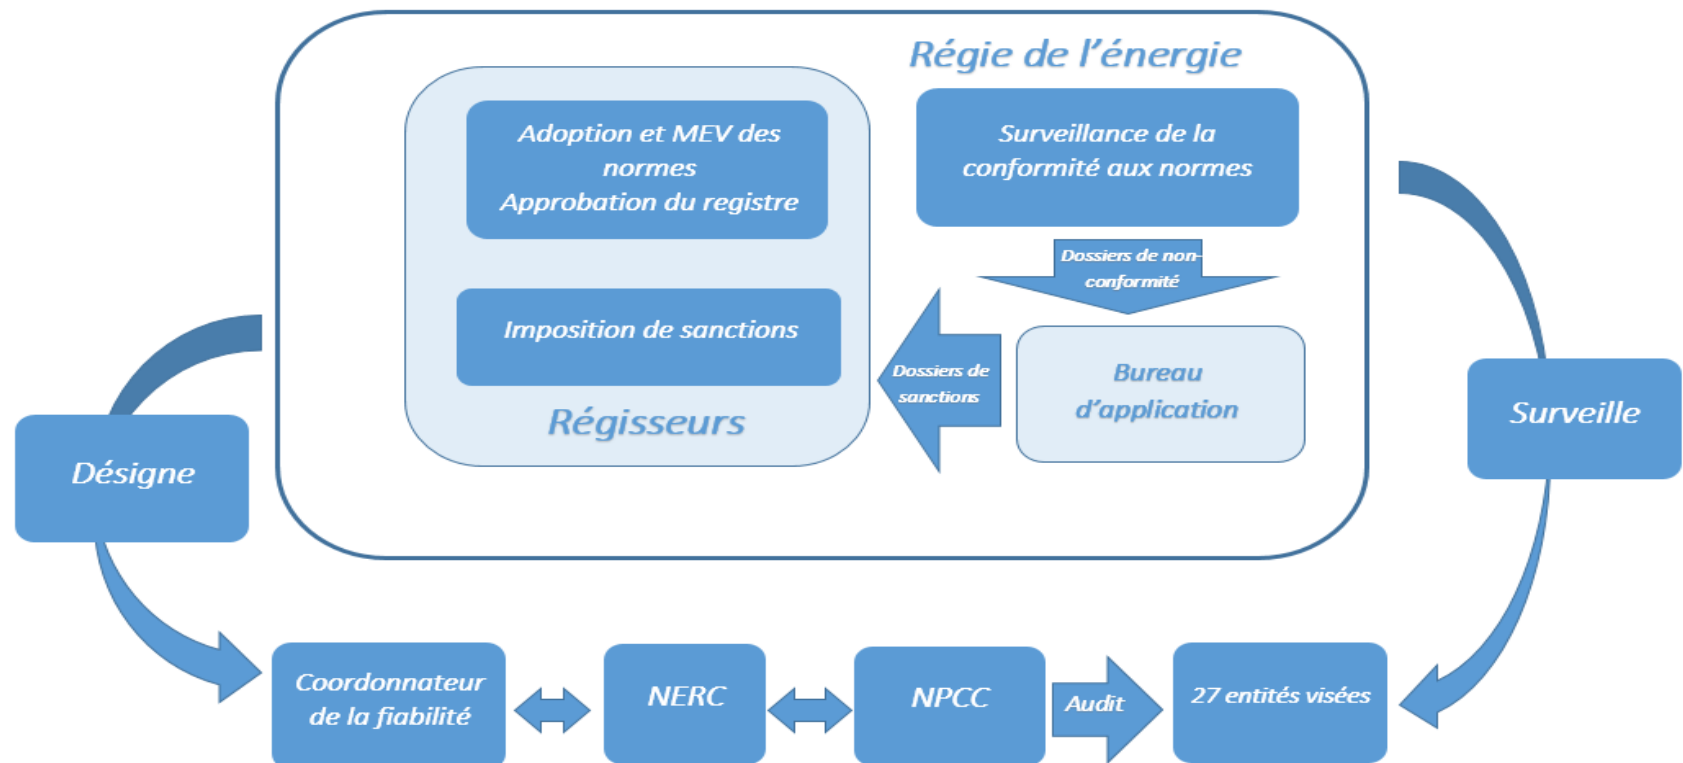 Régie de l'énergie
Adoption et MEV des
normes
Approbation du registre
Surveillance de la
conformité aux normes
Dossiers de non-
conformité
Imposition de sanctions
Dossiers de
sanctions
Bureau
d'application
Régisseurs
Désigne
Surveille
Coordonnateur
de la fiabilité
NERC
NPCC
Audit
27 entités visées